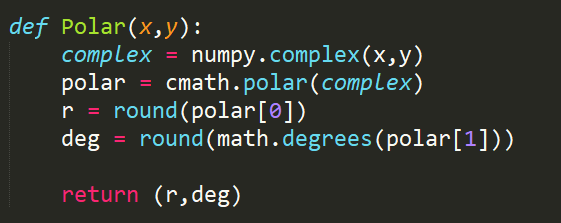 def Polar(x,y):
    complex = numpy.complex(x,y)
    polar = cmath.polar(complex)
    r = round(polar[0])
    deg = round(math.degrees(polar[1]))
    return (r,deg)